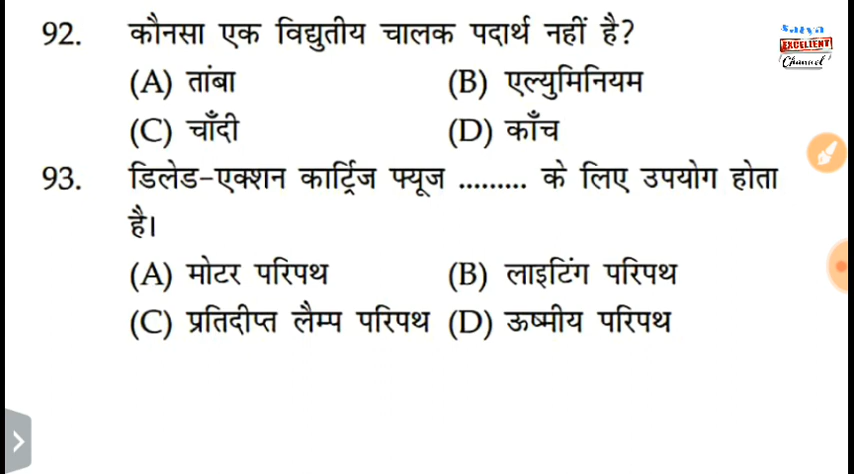 92. कौनसा एक विद्युतीय चालक पदार्थ नहीं है?
(A) तांबा (B) एल्युमिनियम
(C) चाँदी (D) काँच
93. डिलेड-एक्शन कार्ट्रिज फ्यूज ......... के लिए उपयोग होता
है।
(A) मोटर परिपथ (B) लाइटिंग परिपथ
(C) प्रतिदीप्त लैम्प परिपथ (D) ऊष्मीय परिपथ
Satya
EXCELLENT
Channel